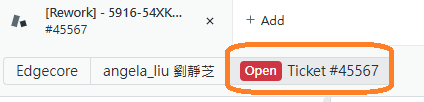 [Rework] - 5916-54XK...
#45567
+ Add
Edgecore angela_liu 劉靜芝 Open Ticket #45567